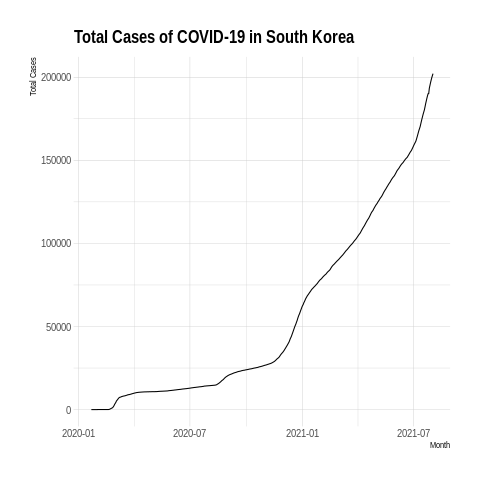 Total Cases of COVID-19 in South Korea
Total Cases
200000
150000
100000
50000
0
2020-01 2020-07 2021-01 2021-07
Month